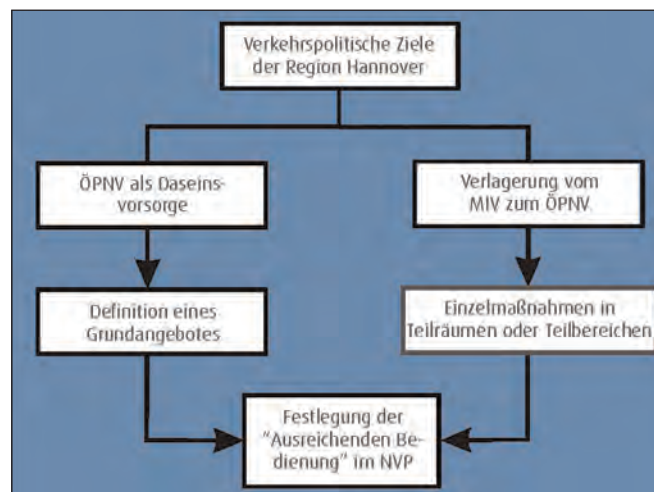 Verkehrspolitische Ziele
der Region Hannover
ÖPNV als Daseins-
vorsorge
Verlagerung vom
MIV zum ÖPNV
Definition eines
Grundangebotes
Einzelmaßnahmen in
Teilräumen oder Teilbereichen
Festlegung der
"Ausreichenden Be-
dienung" im NVP